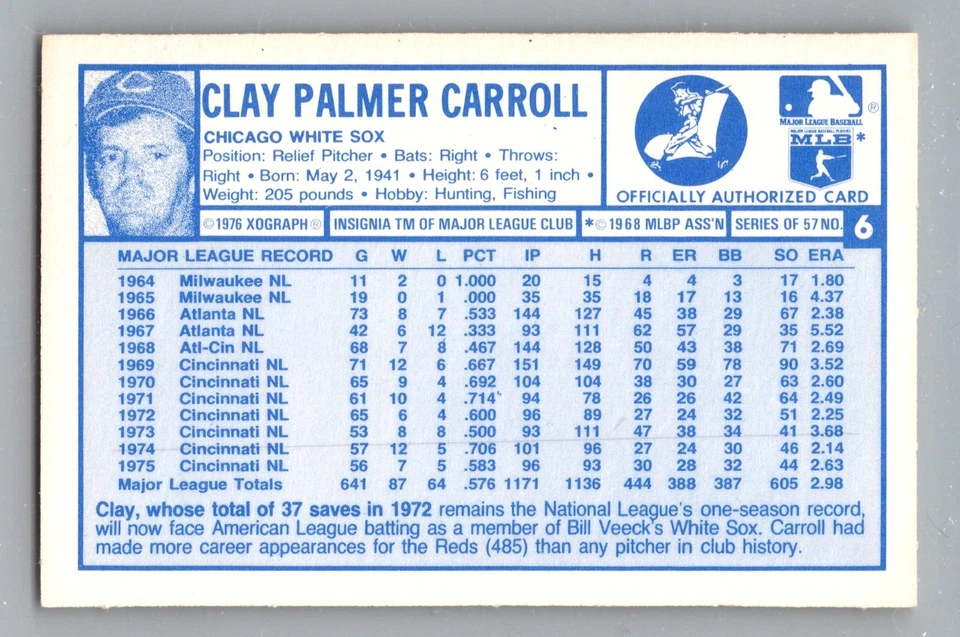 CLAY PALMER CARROLL
CHICAGO WHITE SOX
Position: Relief Pitcher • Bats: Right • Throws:
Right • Born: May 2, 1941 • Height: 6 feet, 1 inch •
Weight: 205 pounds • Hobby: Hunting, Fishing
MAJOR LEAGUE BASEBALL ®
MAJOR LEAGUE BASEBALL PLAYERS
MLB *
OFFICIALLY AUTHORIZED CARD
© 1976 XOGRAPH ® INSIGNIA TM OF MAJOR LEAGUE CLUB * © 1968 MLBP ASS'N SERIES OF 57 NO. 6
MAJOR LEAGUE RECORD G W L PCT IP H R ER BB SO ERA
1964 Milwaukee NL 11 2 0 1.000 20 15 4 4 3 17 1.80
1965 Milwaukee NL 19 0 1 .000 35 35 18 17 13 16 4.37
1966 Atlanta NL 73 8 7 .533 144 127 45 38 29 67 2.38
1967 Atlanta NL 42 6 12 .333 93 111 62 57 29 35 5.52
1968 Atl-Cin NL 68 7 8 .467 144 128 50 43 38 71 2.69
1969 Cincinnati NL 71 12 6 .667 151 149 70 59 78 90 3.52
1970 Cincinnati NL 65 9 4 .692 104 104 38 30 27 63 2.60
1971 Cincinnati NL 61 10 4 .714 94 78 26 26 42 64 2.49
1972 Cincinnati NL 65 6 4 .600 96 89 27 24 32 51 2.25
1973 Cincinnati NL 53 8 8 .500 93 111 47 38 34 41 3.68
1974 Cincinnati NL 57 12 5 .706 101 96 27 24 30 46 2.14
1975 Cincinnati NL 56 7 5 .583 96 93 30 28 32 44 2.63
Major League Totals 641 87 64 .576 1171 1136 444 388 387 605 2.98
Clay, whose total of 37 saves in 1972 remains the National League's one-season record,
will now face American League batting as a member of Bill Veeck's White Sox. Carroll had
made more career appearances for the Reds (485) than any pitcher in club history.